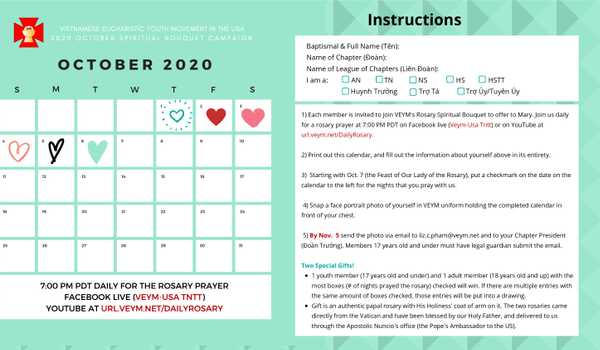 VIETNAMESE EUCHARISTIC YOUTH MOVEMENT IN THE USA
2020 OCTOBER SPIRITUAL BOUQUET CAMPAIGN
OCTOBER 2020
S M T W T F S
1 2 3
4 5 6 7 8 9 10
11 12 13 14 15 16 17
18 19 20 21 22 23 24
25 26 27 28 29 30 31
7:00 PM PDT DAILY FOR THE ROSARY PRAYER
FACEBOOK LIVE (VEYM-USA TNTT)
YOUTUBE AT URL.VEYM.NET/DAILYROSARY
Instructions
Baptismal & Full Name (Tên):
Name of Chapter (Đoàn):
Name of League of Chapters (Liên Đoàn):
I am a: AN TN NS HS HSTT
Huynh Trưởng Trợ Tá Trợ Úy/Tuyên Úy
1) Each member is invited to join VEYM's Rosary Spiritual Bouquet to offer to Mary. Join us daily
for a rosary prayer at 7:00 PM PDT on Facebook live (Veym-Usa Tntt) or on YouTube at
url.veym.net/DailyRosary.
2) Print out this calendar, and fill out the information about yourself above in its entirety.
3) Starting with Oct. 7 (the Feast of Our Lady of the Rosary), put a checkmark on the date on the
calendar to the left for the nights that you pray with us.
4) Snap a face portrait photo of yourself in VEYM uniform holding the completed calendar in
front of your chest.
5) By Nov. 5 send the photo via email to liz.c.pham@veym.net and to your Chapter President
(Đoàn Trưởng). Members 17 years old and under must have legal guardian submit the email.
Two Special Gifts!
• 1 youth member (17 years old and under) and 1 adult member (18 years old and up) with the
most boxes (# of nights prayed the rosary) checked will win. If there are multiple entries with
the same amount of boxes checked, those entries will be put into a drawing.
• Gift is an authentic papal rosary with His Holiness' coat of arm on it. The two rosaries came
directly from the Vatican and have been blessed by our Holy Father, and delivered to us
through the Apostolic Nuncio's office (the Pope's Ambassador to the US).